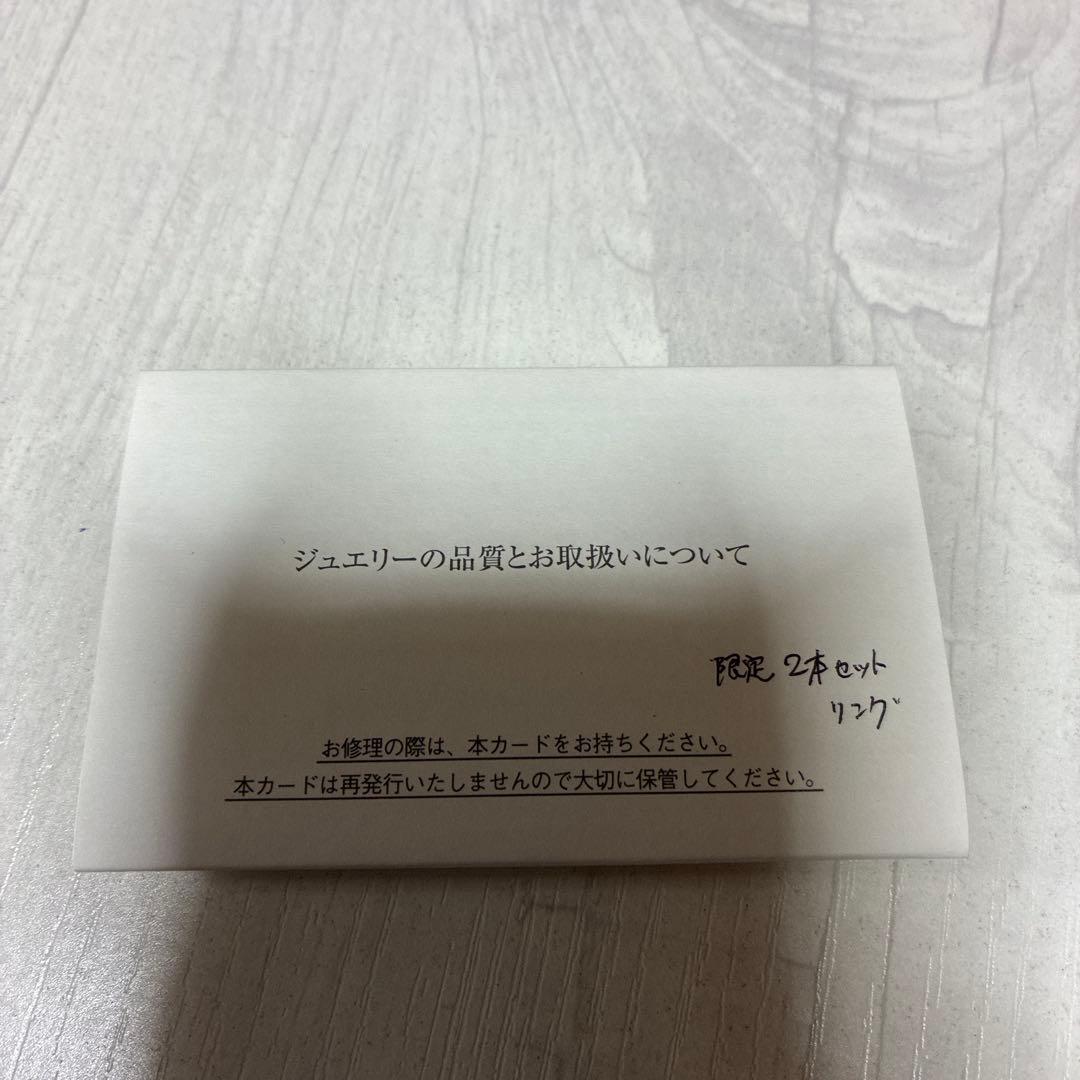 ジュエリーの品質とお取扱いについて
限定 2本セット
リング
お修理の際は、本カードをお持ちください。
本カードは再発行いたしませんので大切に保管してください。